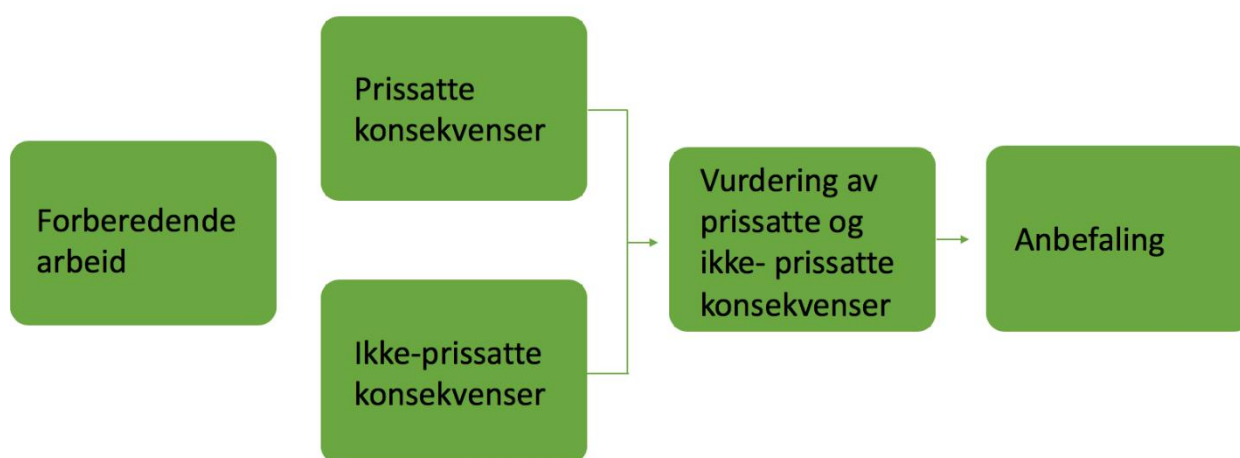 Forberedende
arbeid
Prissatte
konsekvenser
Ikke-prissatte
konsekvenser
Vurdering av
prissatte og
ikke- prissatte
konsekvenser
Anbefaling